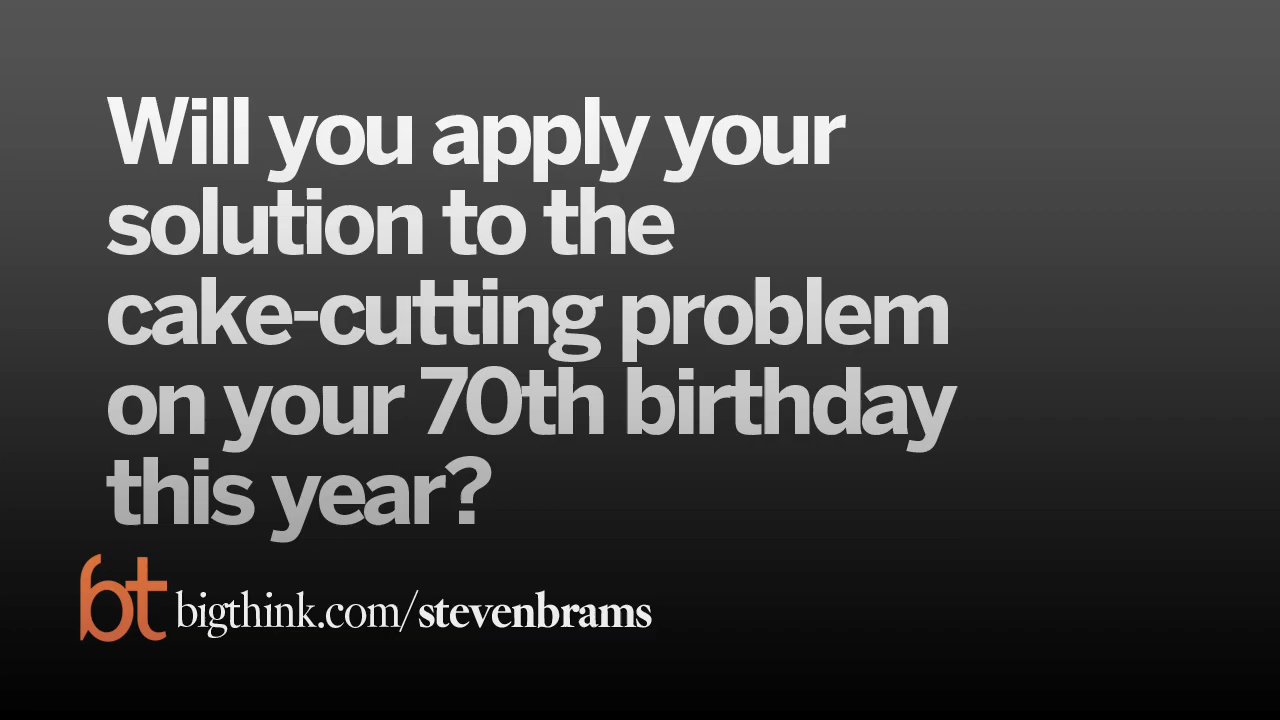 Will you apply your
solution to the
cake-cutting problem
on your 70th birthday
this year?
bt bigthink.com/stevenbrams